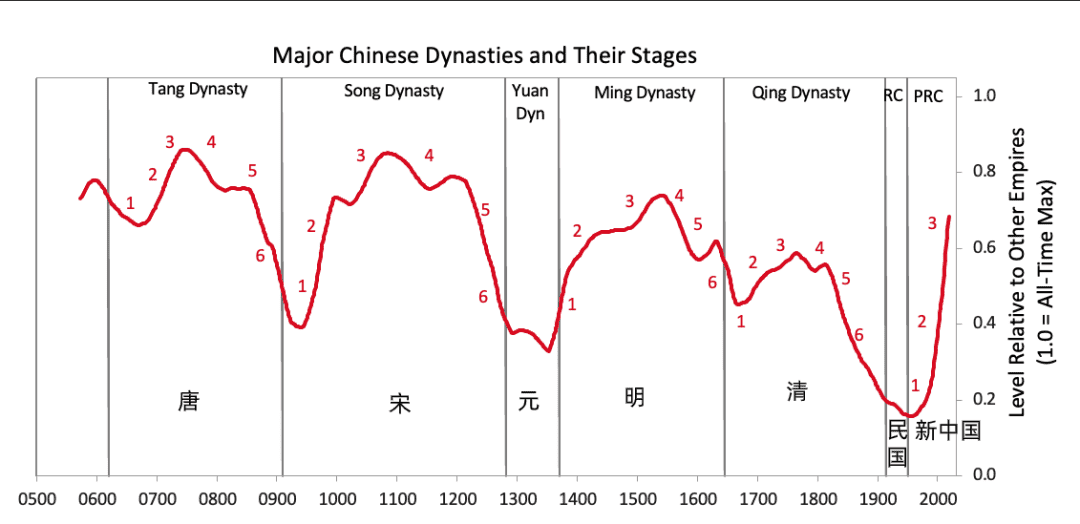 Major Chinese Dynasties and Their Stages
Tang Dynasty
Song Dynasty
Yuan
Dyn
Ming Dynasty
Qing Dynasty
RC
PRC
1
2
3
4
5
6
1
2
3
4
5
6
1
2
3
4
5
6
1
2
3
4
5
6
1
2
3
唐
宋
元
明
清
民
国
新中国
1.0
0.8
0.6
0.4
0.2
0.0
Level Relative to Other Empires
(1.0 = All-Time Max)
0500 0600 0700 0800 0900 1000 1100 1200 1300 1400 1500 1600 1700 1800 1900 2000